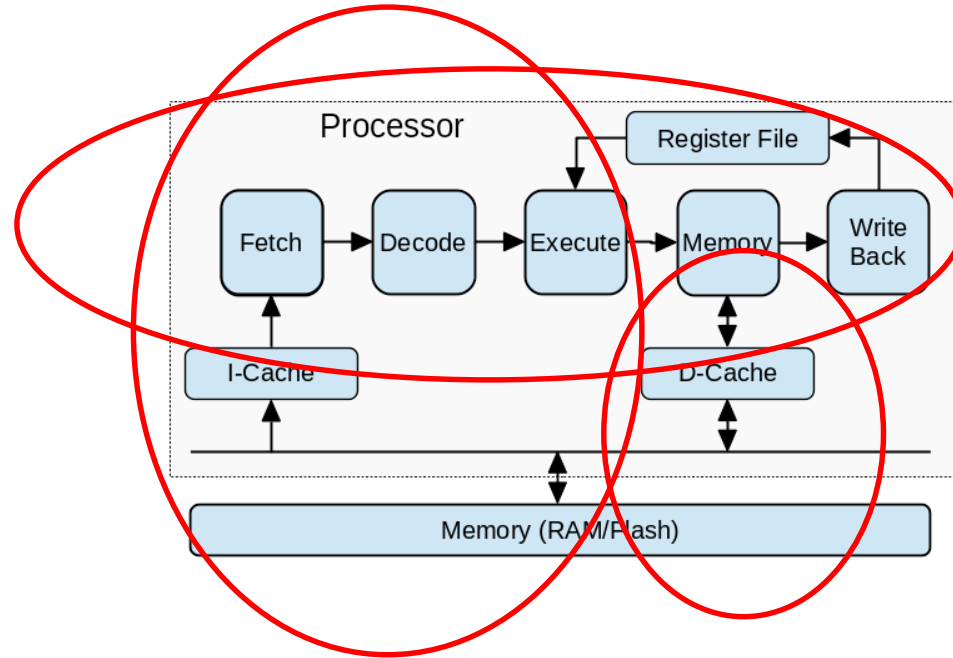 Processor
Register File
Fetch
Decode
Execute
Memory
Write
Back
I-Cache
D-Cache
Memory (RAM/Flash)